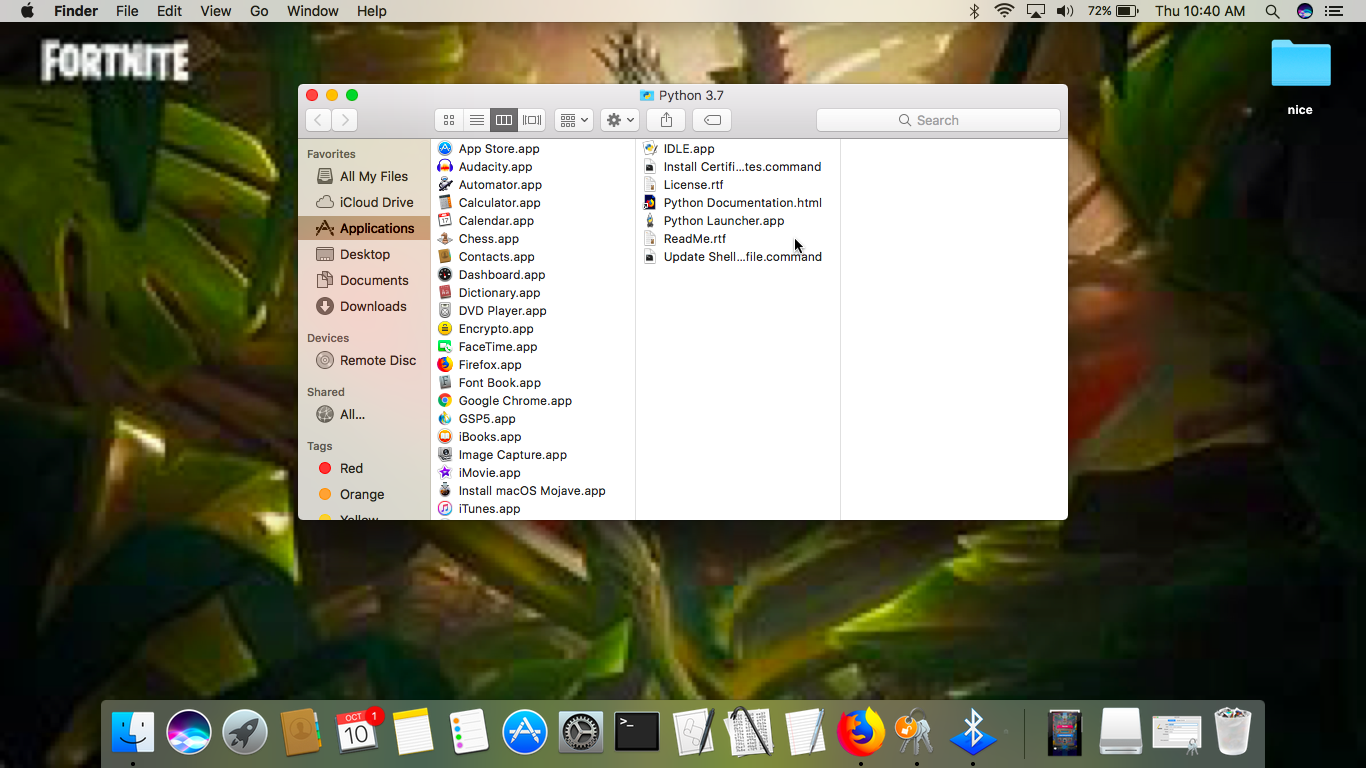 Finder File Edit View Go Window Help 72% Thu 10:40 AM
FORTNITE
nice
Python 3.7
Search
Favorites
All My Files
iCloud Drive
Applications
Desktop
Documents
Downloads
Devices
Remote Disc
Shared
All...
Tags
Red
Orange
Yellow
App Store.app
Audacity.app
Automator.app
Calculator.app
Calendar.app
Chess.app
Contacts.app
Dashboard.app
Dictionary.app
DVD Player.app
Encrypto.app
FaceTime.app
Firefox.app
Font Book.app
Google Chrome.app
GSP5.app
iBooks.app
Image Capture.app
iMovie.app
Install macOS Mojave.app
iTunes.app
IDLE.app
Install Certifi...tes.command
License.rtf
Python Documentation.html
Python Launcher.app
ReadMe.rtf
Update Shell...file.command
OCT 1
10
>_